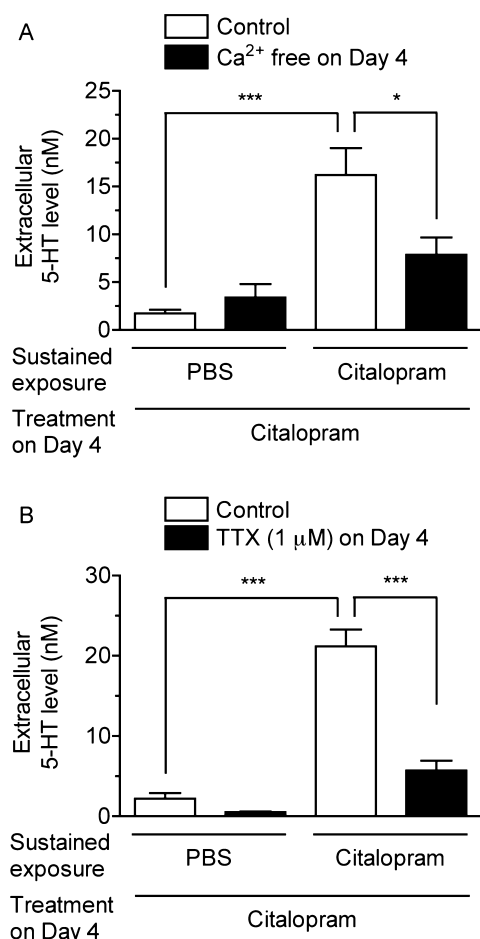 A
Control
Ca2+ free on Day 4
Extracellular
5-HT level (nM)
25
20
15
10
5
0
***
*
Sustained
exposure
PBS
Citalopram
Treatment
on Day 4
Citalopram
B
Control
TTX (1 μM) on Day 4
Extracellular
5-HT level (nM)
30
20
10
0
***
***
Sustained
exposure
PBS
Citalopram
Treatment
on Day 4
Citalopram